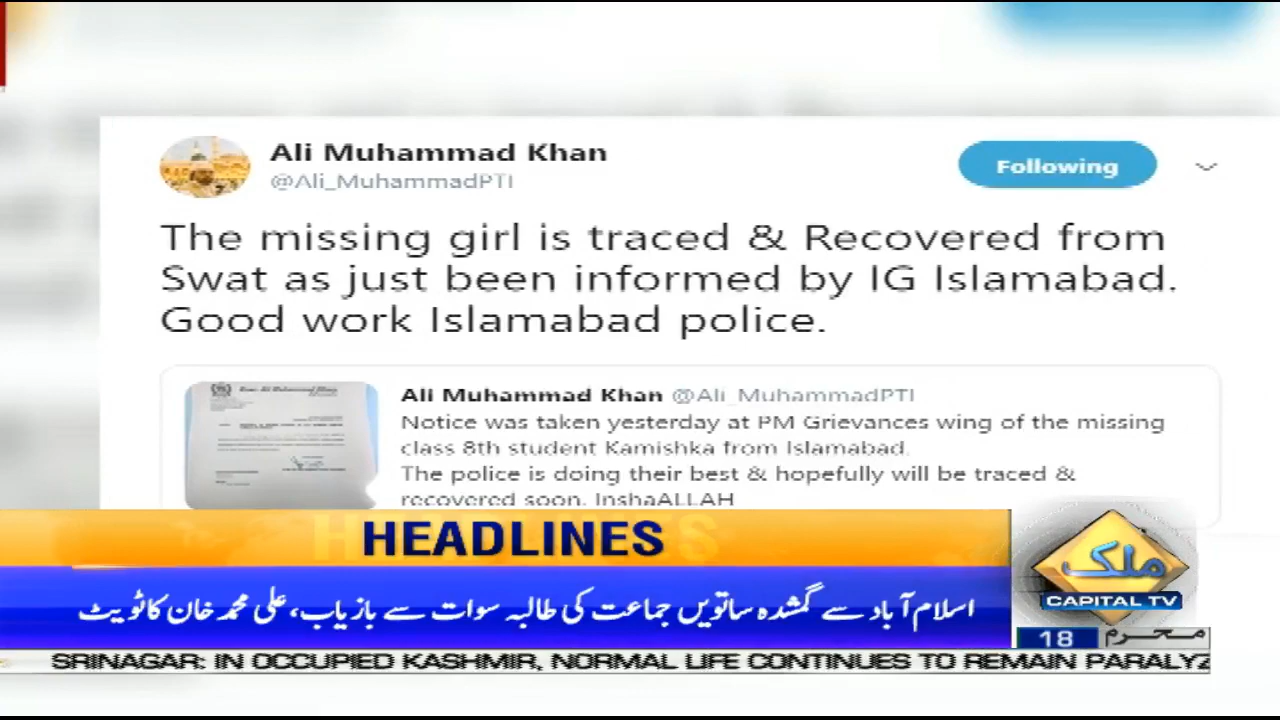 Ali Muhammad Khan
@Ali_MuhammadPTI
Following
The missing girl is traced & Recovered from
Swat as just been informed by IG Islamabad.
Good work Islamabad police.
Ali Muhammad Khan @Ali_MuhammadPTI
Notice was taken yesterday at PM Grievances wing of the missing
class 8th student Kamishka from Islamabad.
The police is doing their best & hopefully will be traced &
recovered soon. InshaALLAH
HEADLINES
اسلام آباد سے گمشدہ ساتویں جماعت کی طالبہ سوات سے بازیاب، علی محمد خان کا ٹویٹ
ملک
CAPITAL TV
18 محرم
SRINAGAR: IN OCCUPIED KASHMIR, NORMAL LIFE CONTINUES TO REMAIN PARALYZ